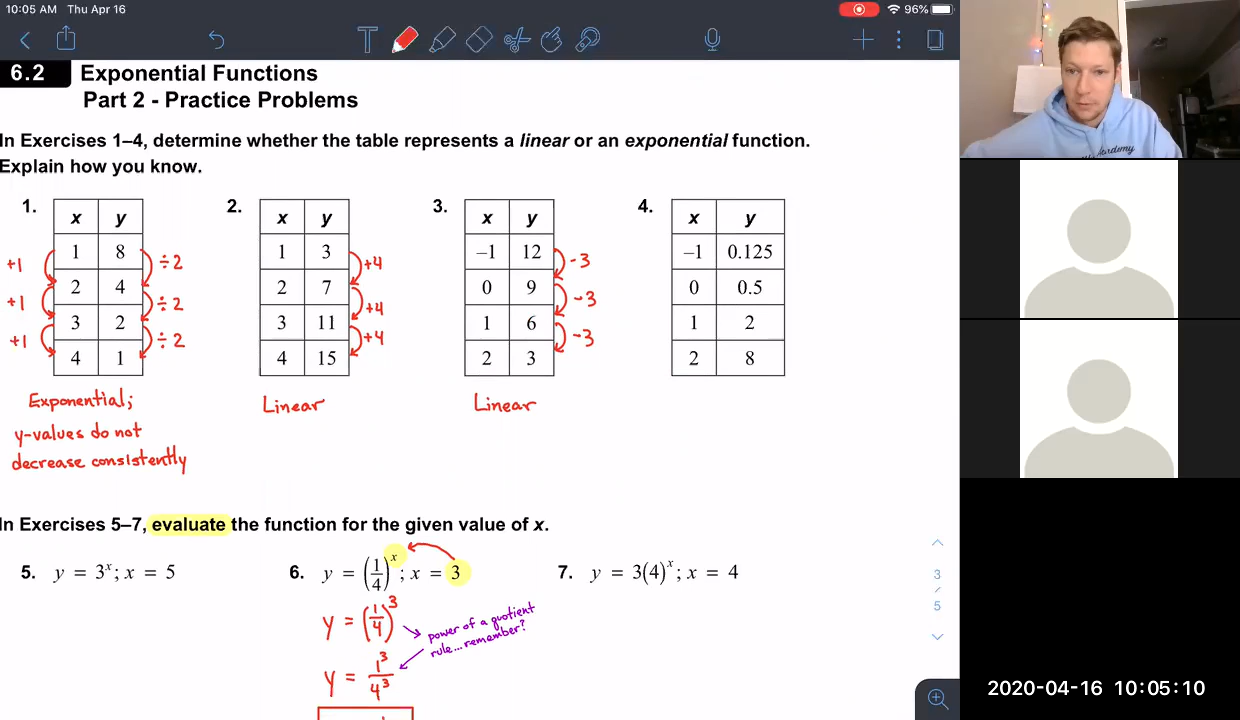 10:05 AM Thu Apr 16
96%
6.2 Exponential Functions
Part 2 - Practice Problems
In Exercises 1–4, determine whether the table represents a linear or an exponential function.
Explain how you know.
1.
x y
1 8
2 4
3 2
4 1
+1
+1
+1
÷2
÷2
÷2
Exponential;
y-values do not
decrease consistently
2.
x y
1 3
2 7
3 11
4 15
+4
+4
+4
Linear
3.
x y
–1 12
0 9
1 6
2 3
-3
-3
-3
Linear
4.
x y
–1 0.125
0 0.5
1 2
2 8
In Exercises 5–7, evaluate the function for the given value of x.
5. y = 3^x; x = 5
6. y = (1/4)^x; x = 3
y = (1/4)^3
power of a quotient
rule... remember?
y = 1^3/4^3
7. y = 3(4)^x; x = 4
3
/
5
2020-04-16 10:05:10